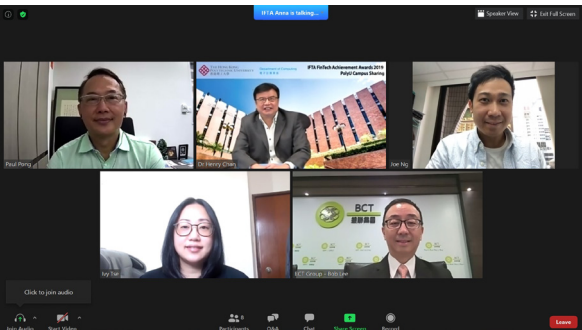 IFTA Anna is talking...
Speaker View
Exit Full Screen
IFTA FinTech Achievement Awards 2019
PolyU Campus Sharing
Paul Pong
Dr Henry Chan
Joe Ng
BCT
Ivy Tse
BCT Group - Rob Lee
Click to join audio
Join Audio
Start Video
Participants
8
Q&A
Chat
Share Screen
Record
Leave